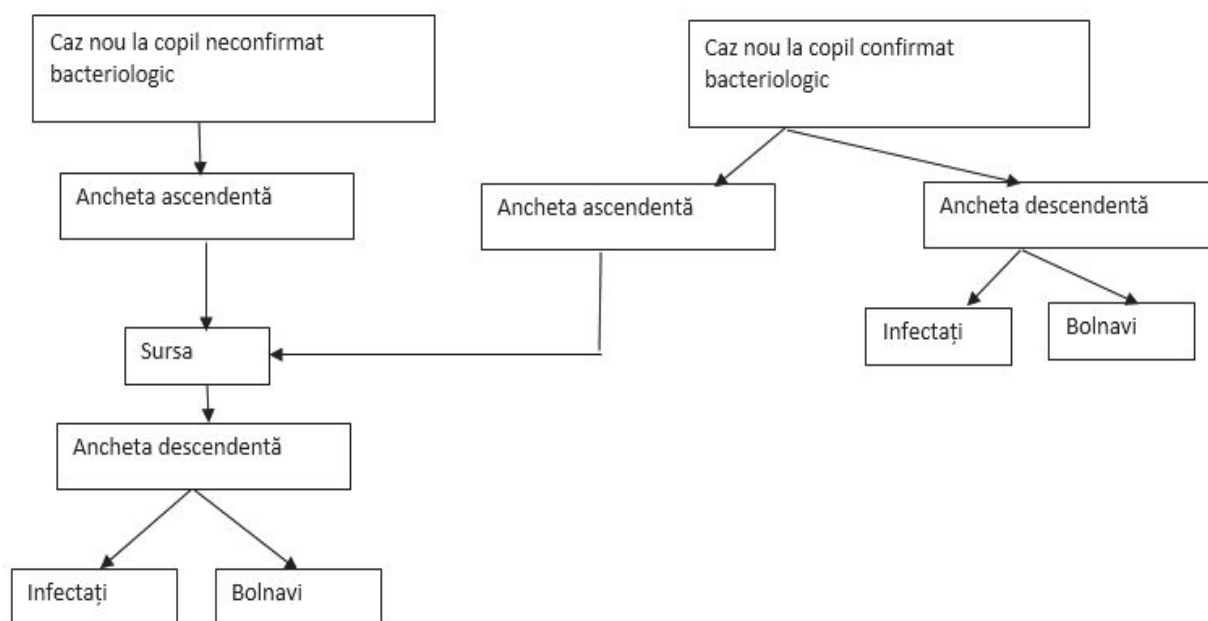 Caz nou la copil neconfirmat
bacteriologic
Caz nou la copil confirmat
bacteriologic
Ancheta ascendentă
Ancheta ascendentă
Ancheta descendentă
Infectați
Bolnavi
Sursa
Ancheta descendentă
Infectați
Bolnavi